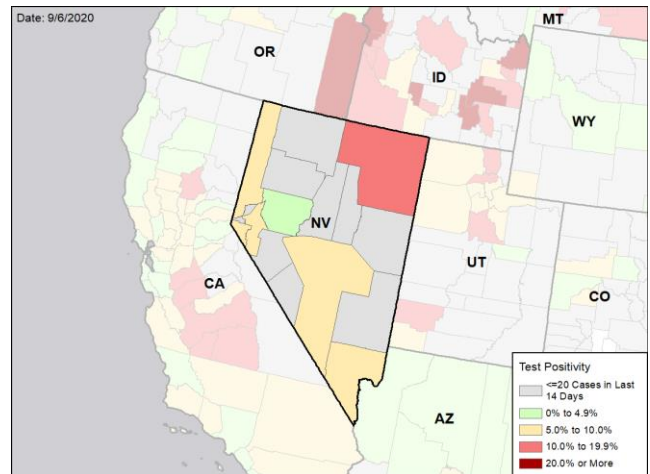 Date: 9/6/2020
MT
OR
ID
WY
NV
UT
CA
CO
AZ
Test Positivity
<=20 Cases in Last
14 Days
0% to 4.9%
5.0% to 10.0%
10.0% to 19.9%
20.0% or More